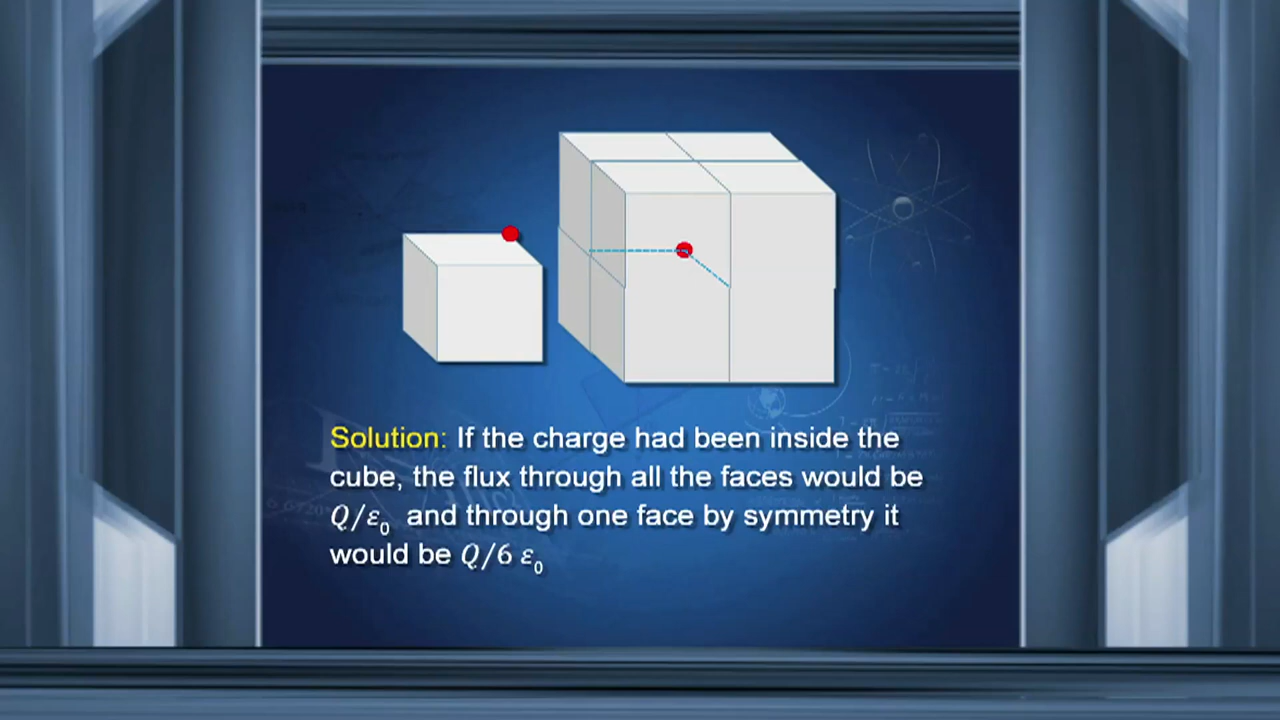 Solution: If the charge had been inside the
cube, the flux through all the faces would be
Q/ε₀ and through one face by symmetry it
would be Q/6 ε₀